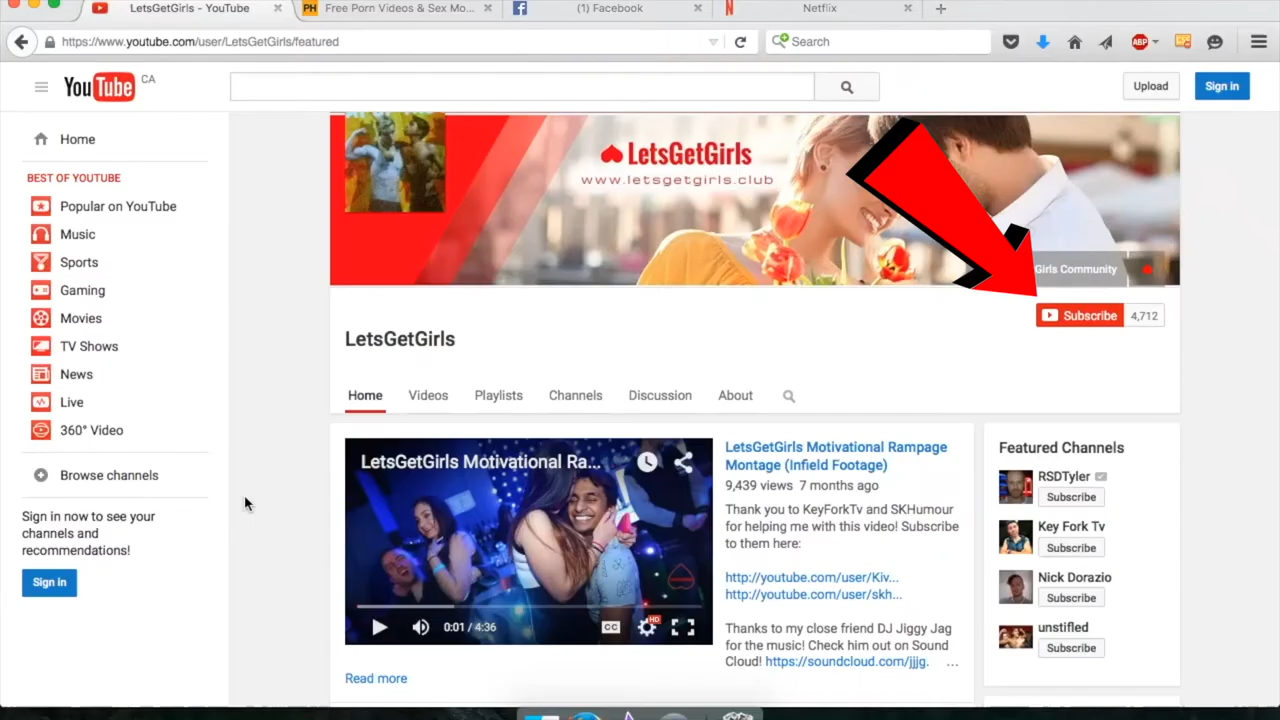 LetsGetGirls - YouTube
PH
Free Porn Videos & Sex Mo...
(1) Facebook
Netflix
https://www.youtube.com/user/LetsGetGirls/featured
Search
ABP
YouTube CA
Upload
Sign in
Home
BEST OF YOUTUBE
Popular on YouTube
Music
Sports
Gaming
Movies
TV Shows
News
Live
360° Video
Browse channels
Sign in now to see your
channels and
recommendations!
Sign in
LetsGetGirls
www.letsgetgirls.club
Girls Community
Subscribe 4,712
LetsGetGirls
Home Videos Playlists Channels Discussion About
LetsGetGirls Motivational Ra...
0:01 / 4:36
CC
HD
LetsGetGirls Motivational Rampage
Montage (Infield Footage)
9,439 views 7 months ago
Thank you to KeyForkTv and SKHumour
for helping me with this video! Subscribe
to them here:
http://youtube.com/user/Kiv...
http://youtube.com/user/skh...
Thanks to my close friend DJ Jiggy Jag
for the music! Check him out on Sound
Cloud! https://soundcloud.com/jjjg. ...
Read more
Featured Channels
RSDTyler
Subscribe
Key Fork Tv
Subscribe
Nick Dorazio
Subscribe
unstifled
Subscribe